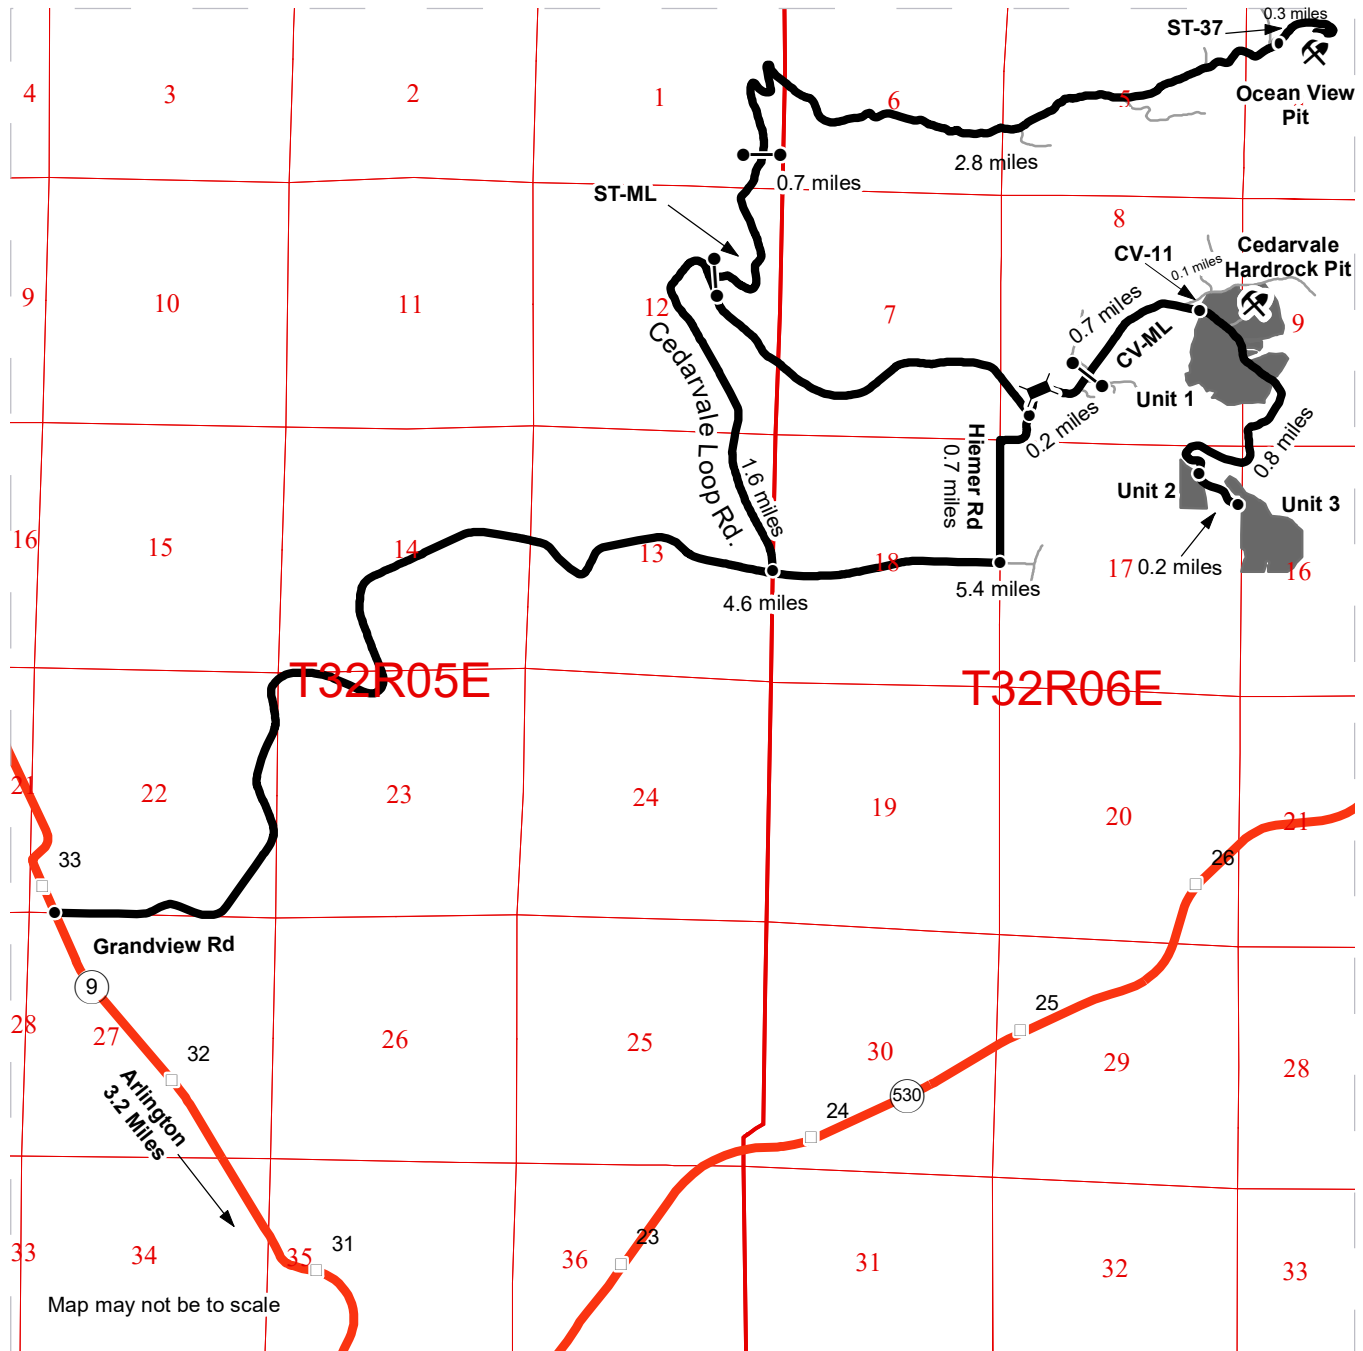 0.3 miles
ST-37
4
3
2
1
6
5
Ocean View
Pit
2.8 miles
0.7 miles
ST-ML
8
CV-11
0.1 miles
Cedarvale
Hardrock Pit
9
10
11
12
7
0.7 miles
CV-ML
9
Cedarvale Loop Rd.
Unit 1
0.2 miles
Hiemer Rd
0.7 miles
0.8 miles
1.6 miles
Unit 2
Unit 3
16
15
14
13
18
17
0.2 miles
16
4.6 miles
5.4 miles
T32R05E
T32R06E
21
22
23
24
19
20
21
33
26
Grandview Rd
9
28
27
32
26
25
30
25
29
28
530
24
Arlington
3.2 Miles
33
34
35
31
36
23
31
32
33
Map may not be to scale